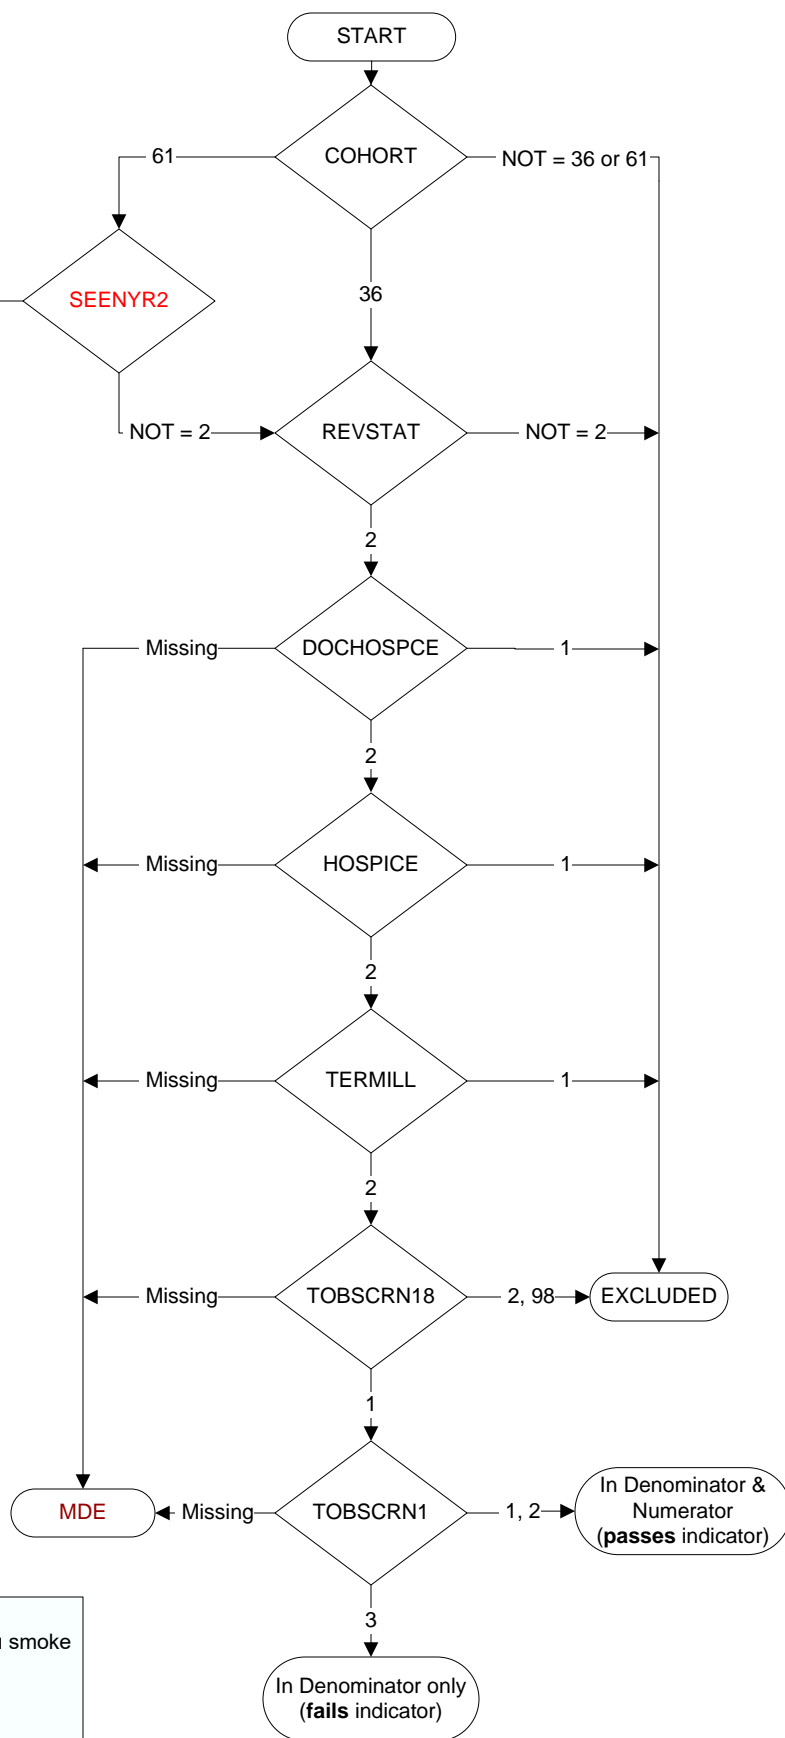 START
COHORT
61
NOT = 36 or 61
SEENYR2
36
NOT = 2
REVSTAT
NOT = 2
2
Missing
DOCHOSPCE
1
2
Missing
HOSPICE
1
2
Missing
TERMILL
1
2
Missing
TOBSCRN18
2, 98
EXCLUDED
1
MDE
Missing
TOBSCRN1
1, 2
In Denominator &
Numerator
(passes indicator)
3
smoke
In Denominator only
(fails indicator)